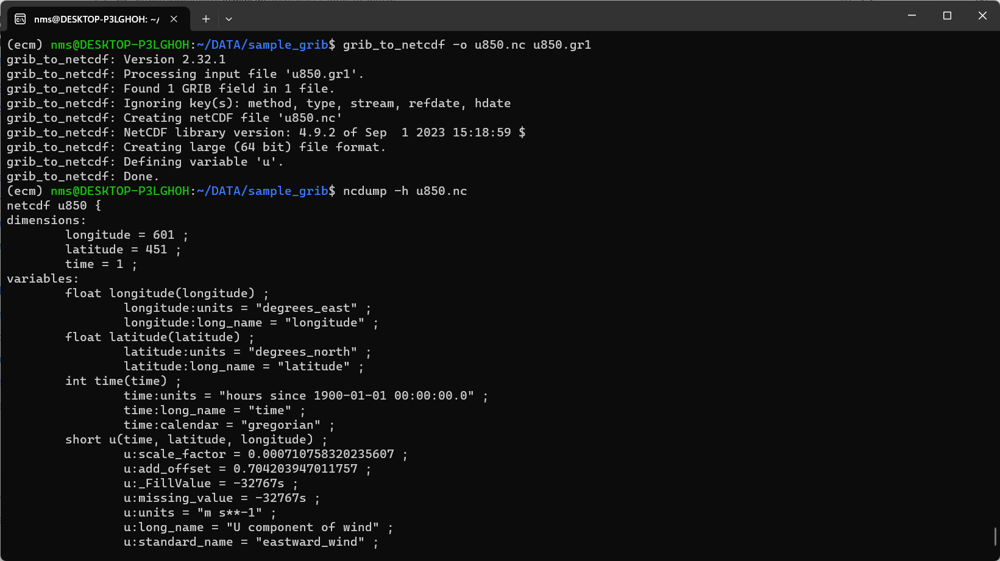 nms@DESKTOP-P3LGHOH: ~/
(ecm) nms@DESKTOP-P3LGHOH:~/DATA/sample_grib$ grib_to_netcdf -o u850.nc u850.gr1
grib_to_netcdf: Version 2.32.1
grib_to_netcdf: Processing input file 'u850.gr1'.
grib_to_netcdf: Found 1 GRIB field in 1 file.
grib_to_netcdf: Ignoring key(s): method, type, stream, refdate, hdate
grib_to_netcdf: Creating netCDF file 'u850.nc'
grib_to_netcdf: NetCDF library version: 4.9.2 of Sep  1 2023 15:18:59 $
grib_to_netcdf: Creating large (64 bit) file format.
grib_to_netcdf: Defining variable 'u'.
grib_to_netcdf: Done.
(ecm) nms@DESKTOP-P3LGHOH:~/DATA/sample_grib$ ncdump -h u850.nc
netcdf u850 {
dimensions:
        longitude = 601 ;
        latitude = 451 ;
        time = 1 ;
variables:
        float longitude(longitude) ;
                longitude:units = "degrees_east" ;
                longitude:long_name = "longitude" ;
        float latitude(latitude) ;
                latitude:units = "degrees_north" ;
                latitude:long_name = "latitude" ;
        int time(time) ;
                time:units = "hours since 1900-01-01 00:00:00.0" ;
                time:long_name = "time" ;
                time:calendar = "gregorian" ;
        short u(time, latitude, longitude) ;
                u:scale_factor = 0.000710758320235607 ;
                u:add_offset = 0.704203947011757 ;
                u:_FillValue = -32767s ;
                u:missing_value = -32767s ;
                u:units = "m s**-1" ;
                u:long_name = "U component of wind" ;
                u:standard_name = "eastward_wind" ;